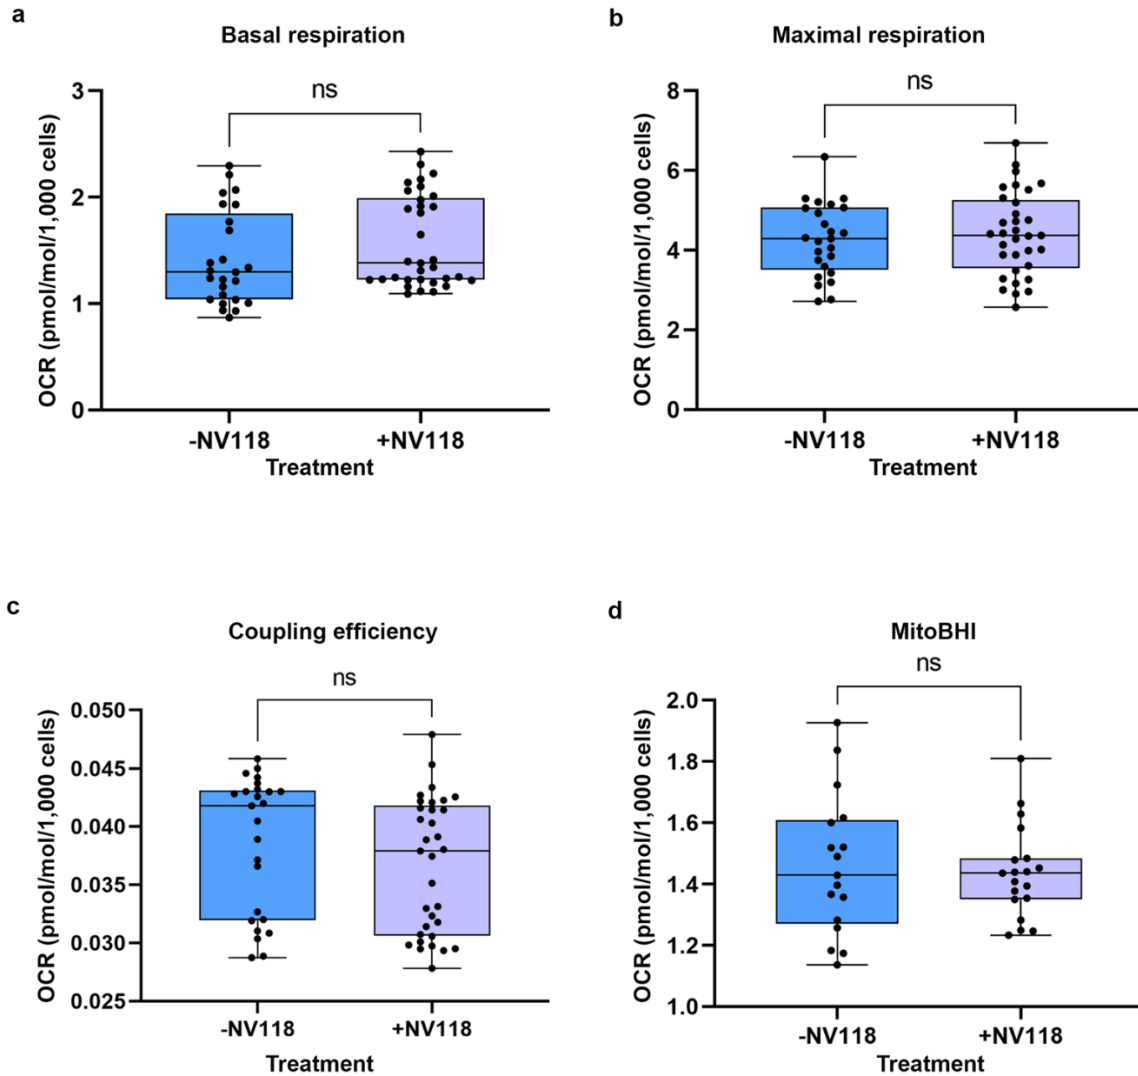 a
Basal respiration
ns
OCR (pmol/mol/1,000 cells)
3
2
1
0
-NV118
+NV118
Treatment
b
Maximal respiration
ns
OCR (pmol/mol/1,000 cells)
8
6
4
2
0
-NV118
+NV118
Treatment
c
Coupling efficiency
ns
OCR (pmol/mol/1,000 cells)
0.050
0.045
0.040
0.035
0.030
0.025
-NV118
+NV118
Treatment
d
MitoBHI
ns
OCR (pmol/mol/1,000 cells)
2.0
1.8
1.6
1.4
1.2
1.0
-NV118
+NV118
Treatment